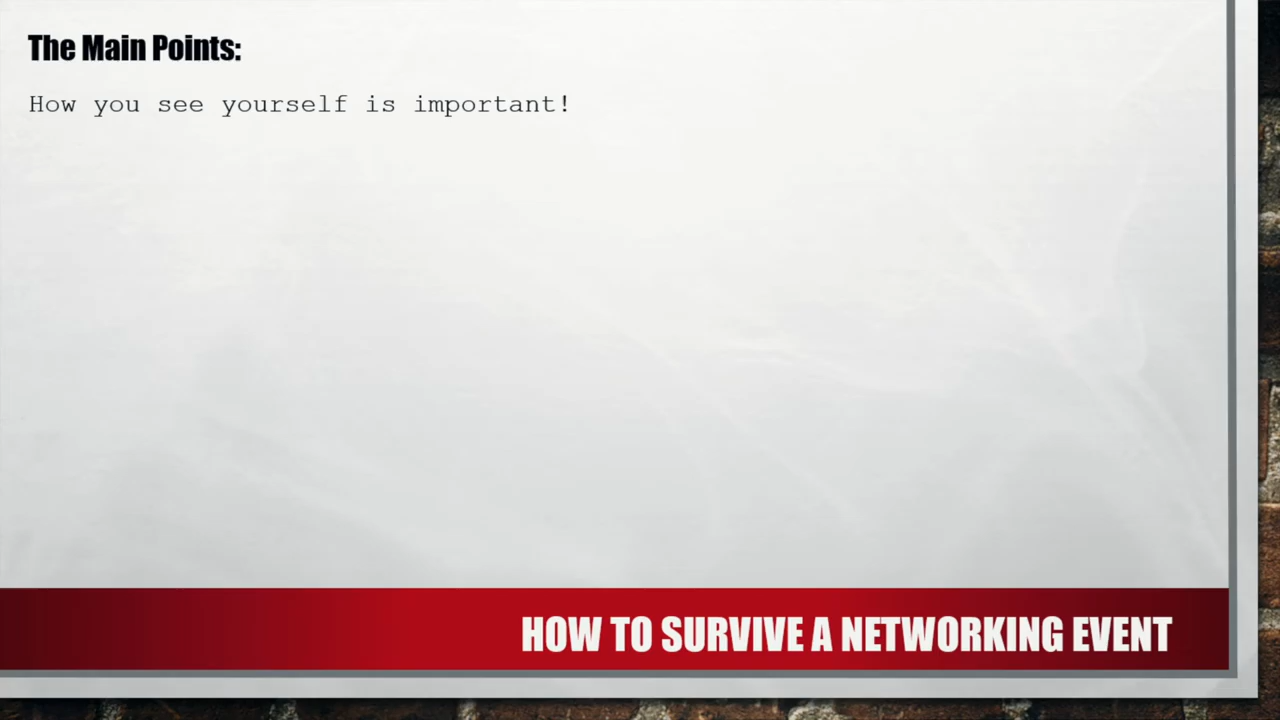 The Main Points:
How you see yourself is important!
HOW TO SURVIVE A NETWORKING EVENT